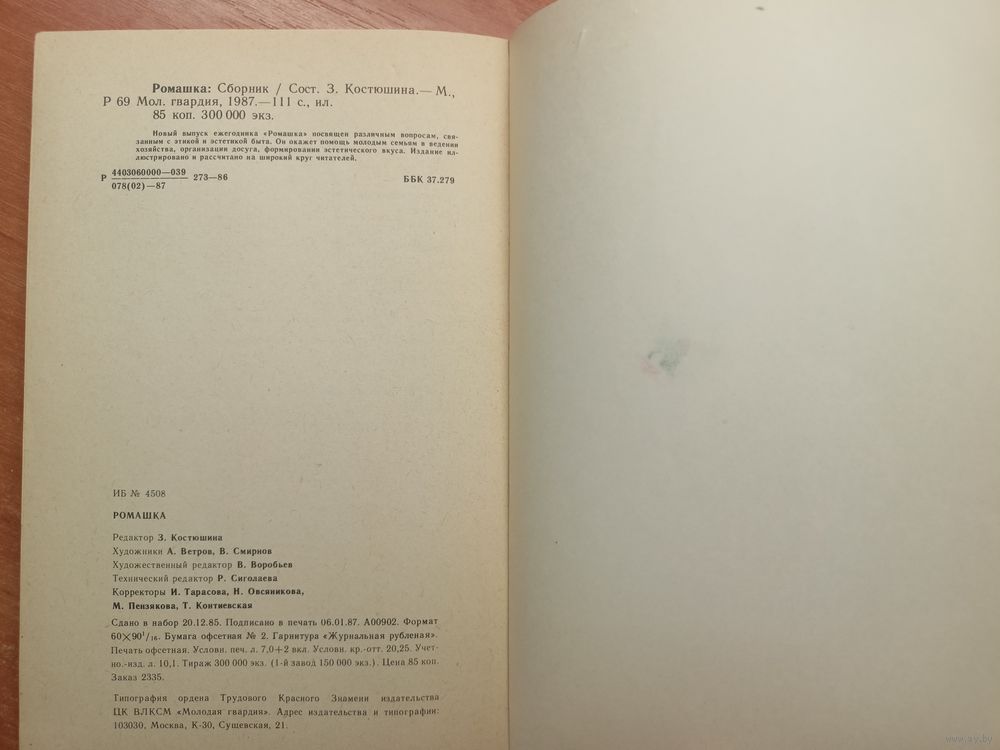 Ромашка: Сборник / Сост. З. Костюшина.— М.,
Р 69 Мол. гвардия, 1987.—111 с., ил.
85 коп. 300 000 экз.
Новый выпуск ежегодника «Ромашка» посвящен различным вопросам, свя-
занным с этикой и эстетикой быта. Он окажет помощь молодым семьям в ведении
хозяйства, организации досуга, формировании эстетического вкуса. Издание ил-
люстрировано и рассчитано на широкий круг читателей.
Р 4403060000—039 273—86 ББК 37.279
078(02)—87
ИБ № 4508
РОМАШКА
Редактор З. Костюшина
Художники А. Ветров, В. Смирнов
Художественный редактор В. Воробьев
Технический редактор Р. Сиголаева
Корректоры И. Тарасова, Н. Овсяникова,
М. Пензякова, Т. Контиевская
Сдано в набор 20.12.85. Подписано в печать 06.01.87. А00902. Формат
60×90¹/₁₆. Бумага офсетная № 2. Гарнитура «Журнальная рубленая».
Печать офсетная. Условн. печ. л. 7,0+2 вкл. Условн. кр.-отт. 20,25. Учет-
но.-изд. л. 10,1. Тираж 300 000 экз. (1-й завод 150 000 экз.). Цена 85 коп.
Заказ 2335.
Типография ордена Трудового Красного Знамени издательства
ЦК ВЛКСМ «Молодая гвардия». Адрес издательства и типографии:
103030, Москва, К-30, Сущевская, 21.
www.ay.by